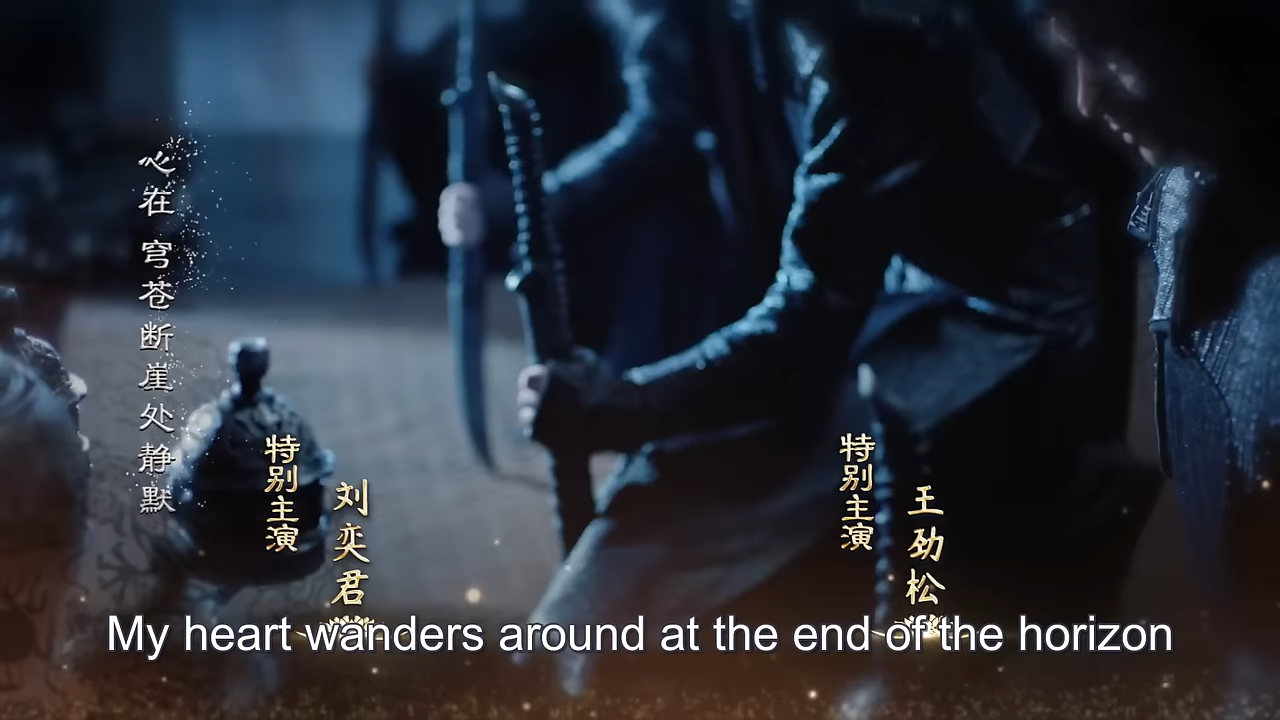 心在 穹苍断崖处静默
特别主演
刘奕君
特别主演
王劲松
My heart wanders around at the end of the horizon